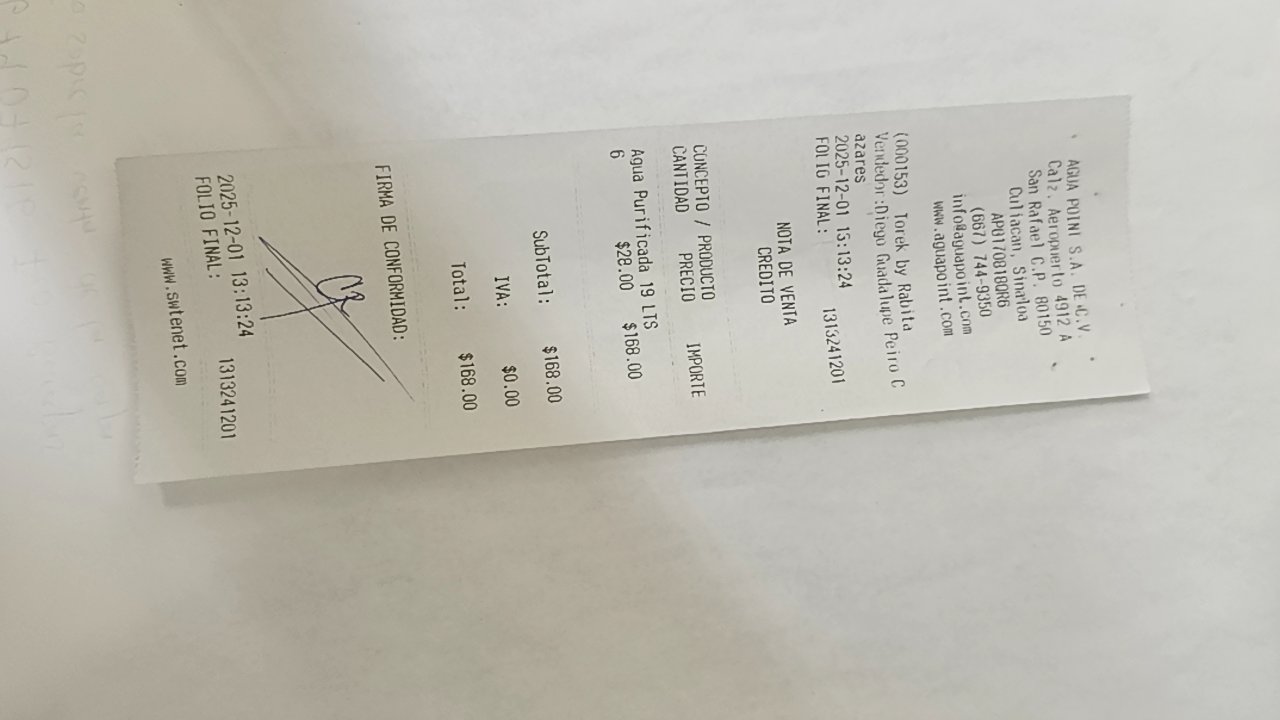 AGUA POINT S.A. DE.C.V.
Calz. Aeropuerto 4912 A
San Rafael C.P. 80150
Culiacan, Sinaloa
APO170818QR6
(667) 744-9350
info@aguapoint.com
www.aguapoint.com
(000153) Torek by Rabita
Vendedor:Diego Guadalupe Peiro C
azares
2025-12-01 13:13:24
FOLIO FINAL: 1313241201
NOTA DE VENTA
CREDITO
CONCEPTO / PRODUCTO
CANTIDAD PRECIO IMPORTE
Agua Purificada 19 LTS
6 $28.00 $168.00
SubTotal: $168.00
IVA: $0.00
Total: $168.00
FIRMA DE CONFORMIDAD:
2025-12-01 13:13:24
FOLIO FINAL: 1313241201
www.swtenet.com